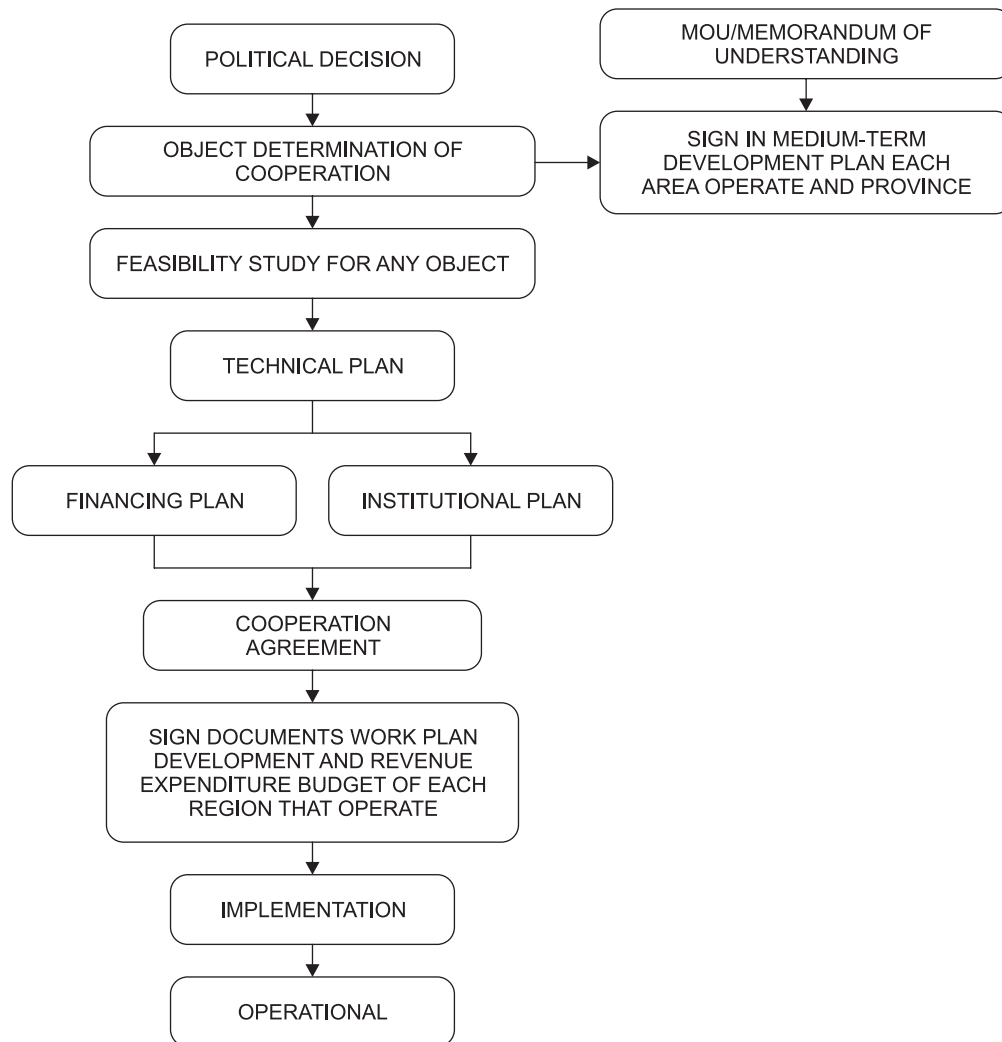 POLITICAL DECISION
MOU/MEMORANDUM OF
UNDERSTANDING
OBJECT DETERMINATION OF
COOPERATION
SIGN IN MEDIUM-TERM
DEVELOPMENT PLAN EACH
AREA OPERATE AND PROVINCE
FEASIBILITY STUDY FOR ANY OBJECT
TECHNICAL PLAN
FINANCING PLAN
INSTITUTIONAL PLAN
COOPERATION
AGREEMENT
SIGN DOCUMENTS WORK PLAN
DEVELOPMENT AND REVENUE
EXPENDITURE BUDGET OF EACH
REGION THAT OPERATE
IMPLEMENTATION
OPERATIONAL